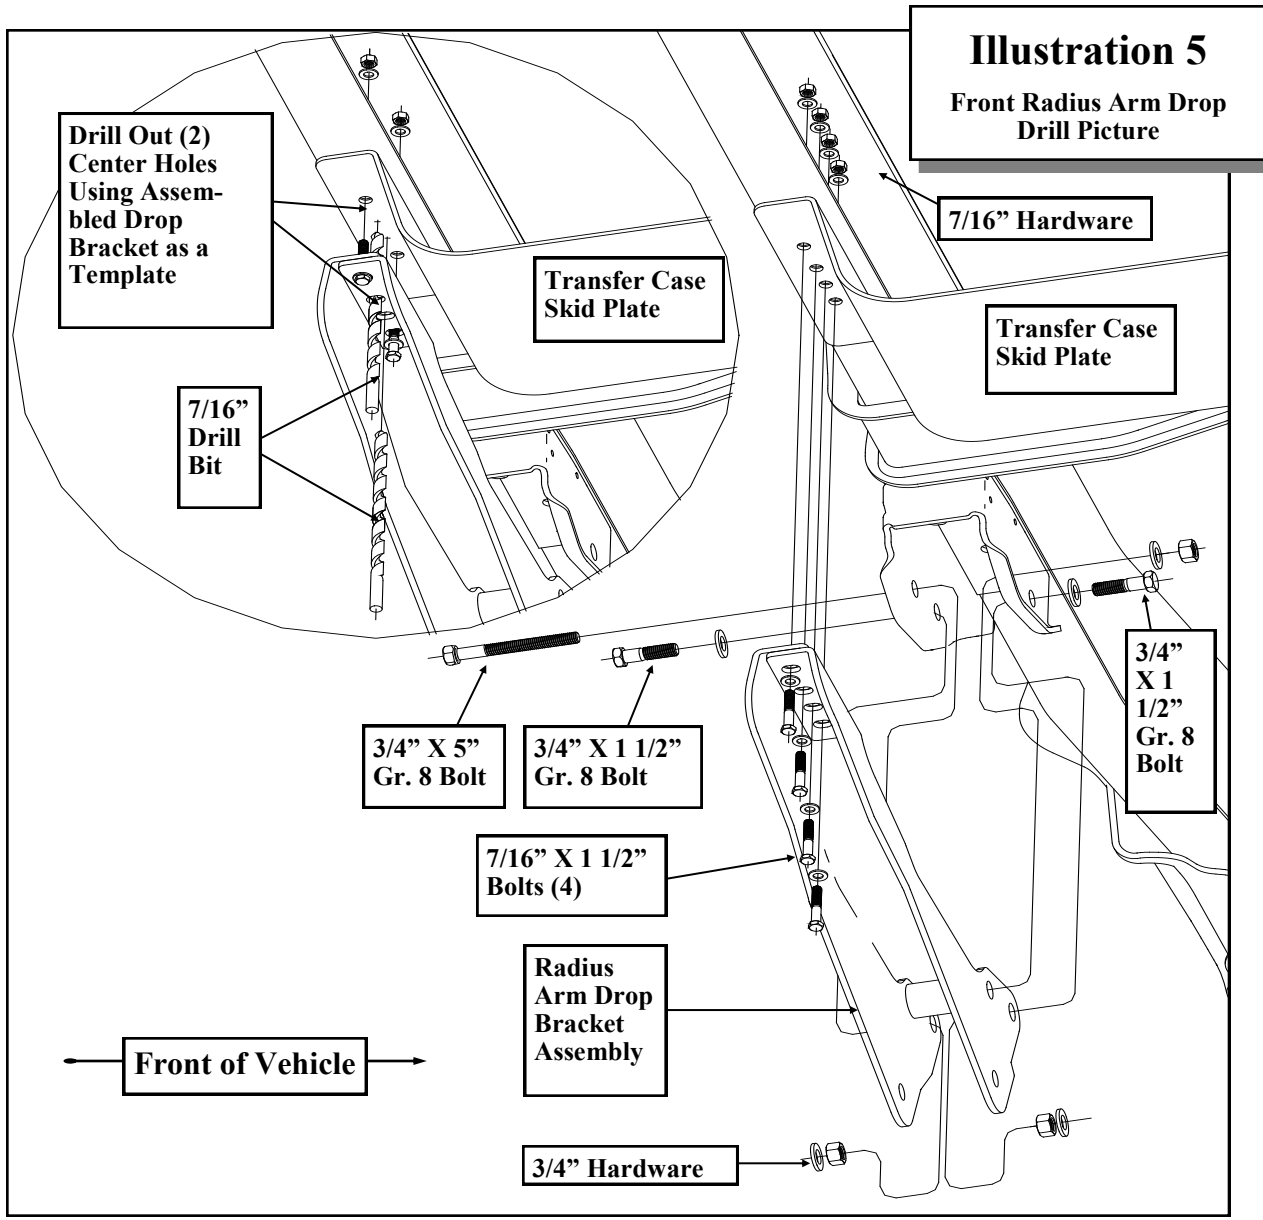 Illustration 5
Front Radius Arm Drop
Drill Picture
Drill Out (2)
Center Holes
Using Assem-
bled Drop
Bracket as a
Template
7/16” Hardware
Transfer Case
Skid Plate
Transfer Case
Skid Plate
7/16”
Drill
Bit
3/4”
X 1
1/2”
Gr. 8
Bolt
3/4” X 5”
Gr. 8 Bolt
3/4” X 1 1/2”
Gr. 8 Bolt
7/16” X 1 1/2”
Bolts (4)
Radius
Arm Drop
Bracket
Assembly
Front of Vehicle
3/4” Hardware